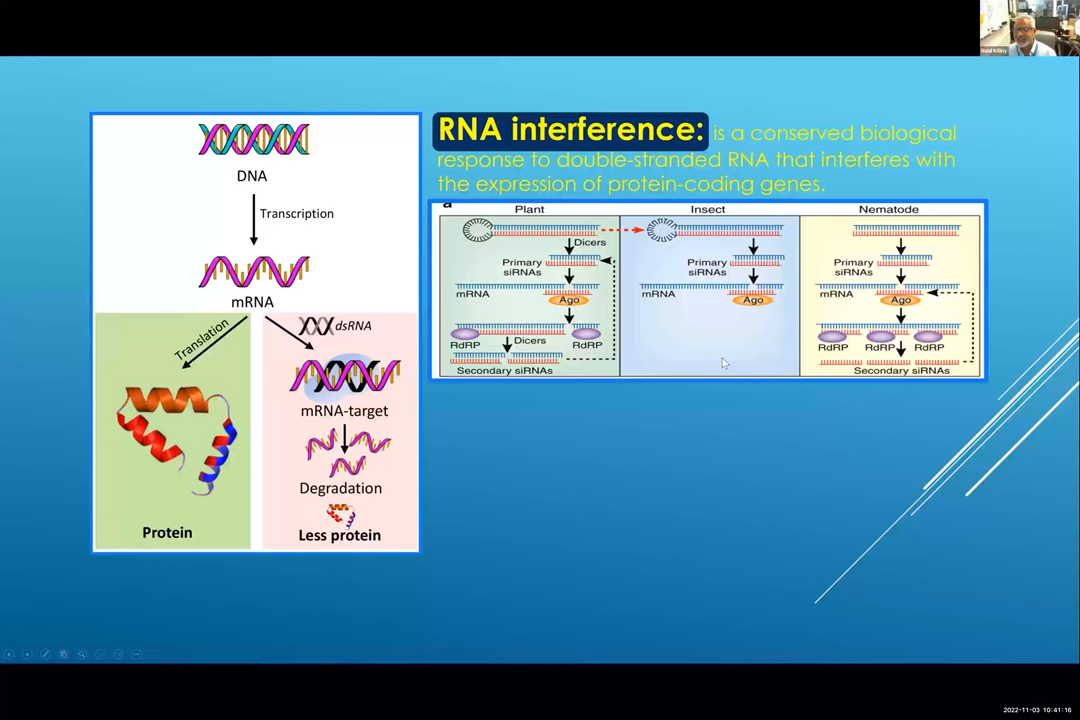 Nabil Killiny
DNA
Transcription
mRNA
Translation
dsRNA
mRNA-target
Degradation
Protein
Less protein
RNA interference: is a conserved biological
response to double-stranded RNA that interferes with
the expression of protein-coding genes.
a
Plant
Dicers
Primary
siRNAs
mRNA
Ago
RdRP
RdRP
Dicers
Secondary siRNAs
Insect
Primary
siRNAs
mRNA
Ago
Nematode
Primary
siRNAs
mRNA
Ago
RdRP RdRP RdRP
Secondary siRNAs
2022-11-03 10:41:16